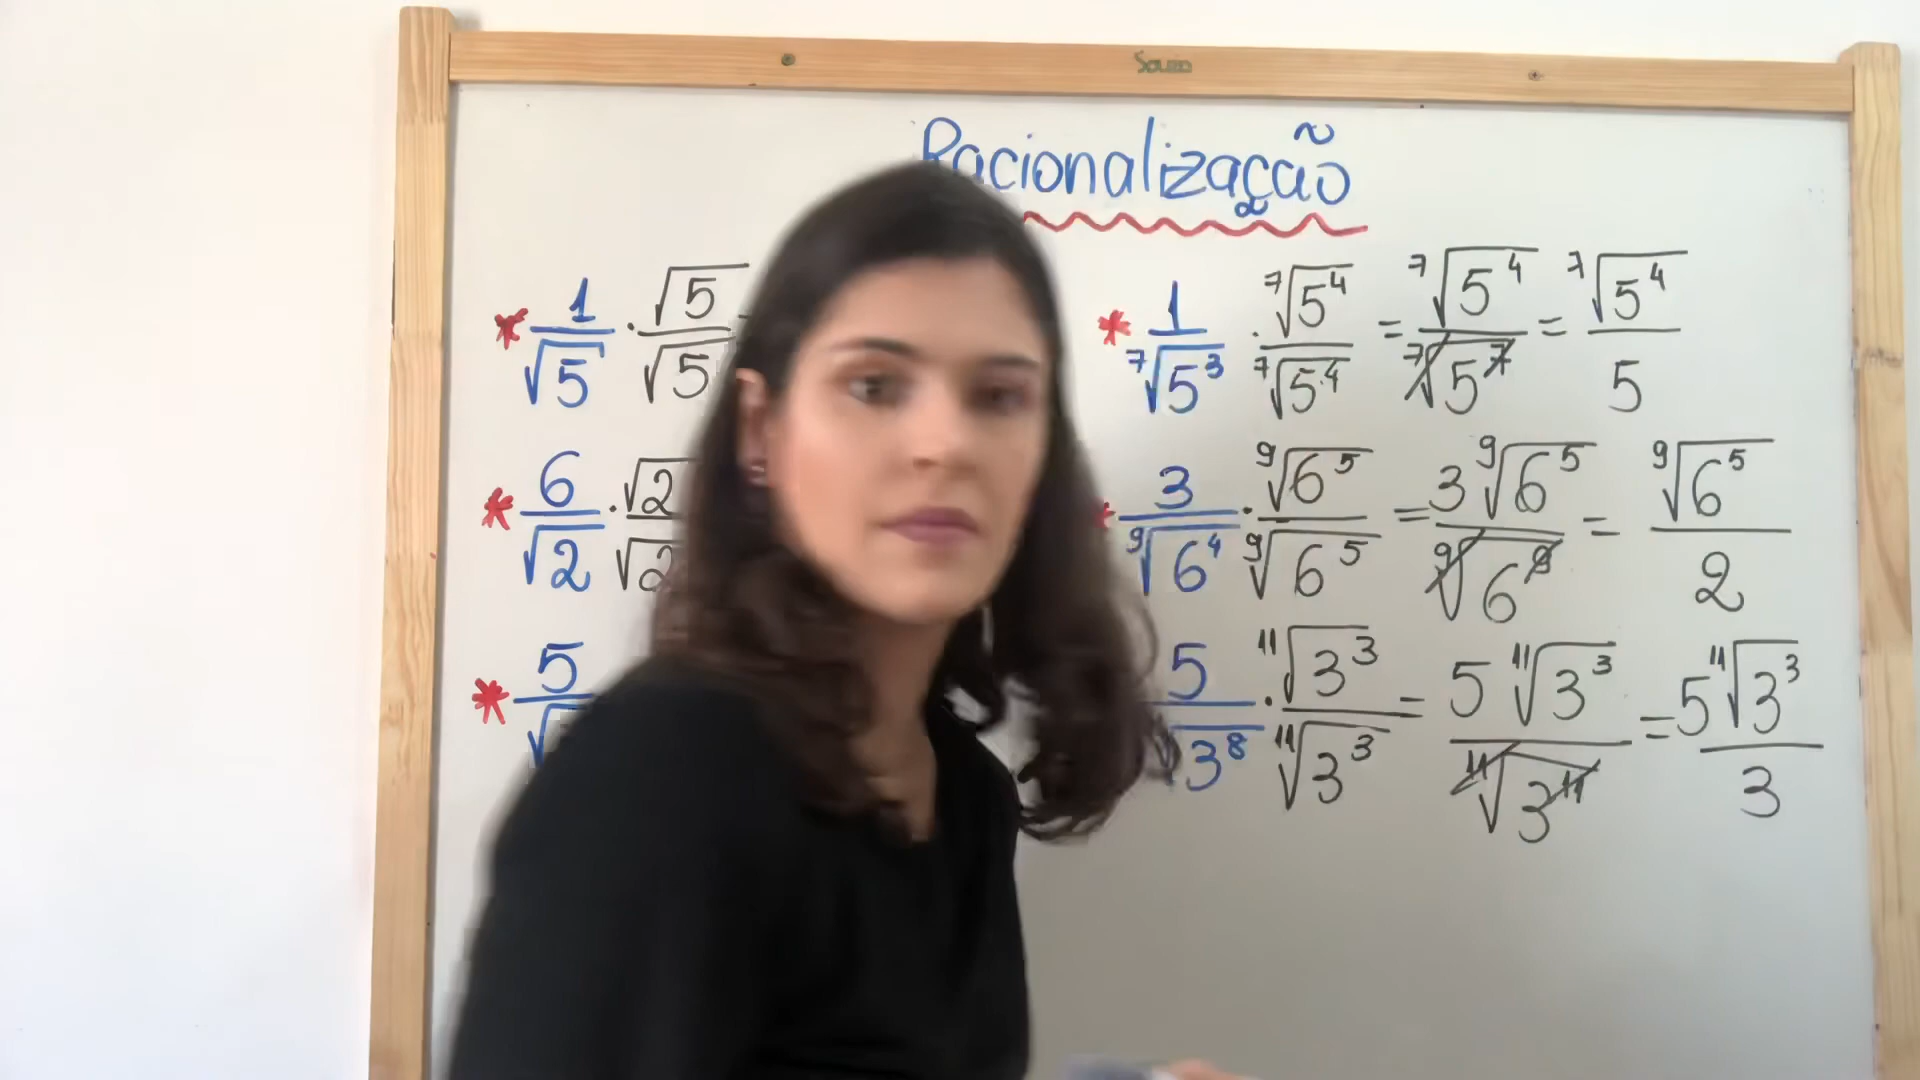 Souza
Racionalização
* 1/√5 · √5/√5
* 1/⁷√5³ · ⁷√5⁴/⁷√5⁴ = ⁷√5⁴/⁷√5⁷ = ⁷√5⁴/5
* 6/√2 · √2/√2
* 3/⁹√6⁴ · ⁹√6⁵/⁹√6⁵ = 3⁹√6⁵/⁹√6⁹ = ⁹√6⁵/2
* 5/√
5/√3⁸ · ¹¹√3³/¹¹√3³ = 5 ¹¹√3³/¹¹√3¹¹ = 5¹¹√3³/3